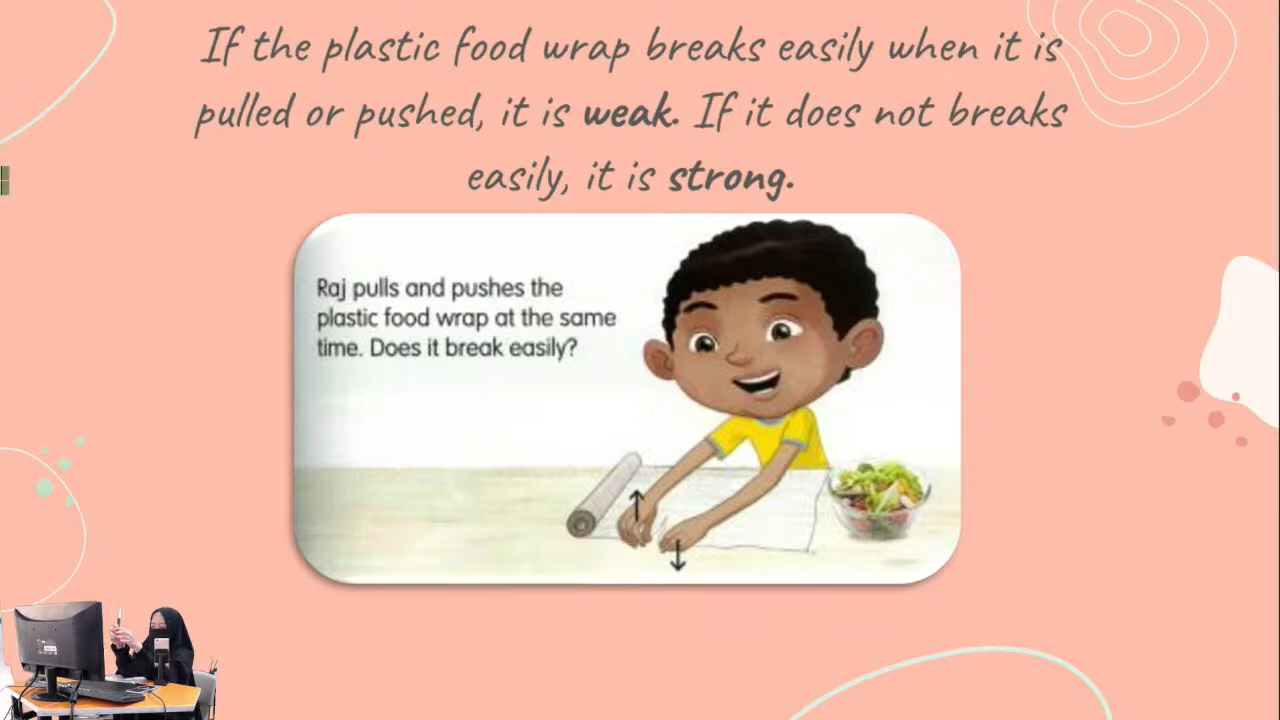 If the plastic food wrap breaks easily when it is
pulled or pushed, it is weak. If it does not breaks
easily, it is strong.
Raj pulls and pushes the
plastic food wrap at the same
time. Does it break easily?